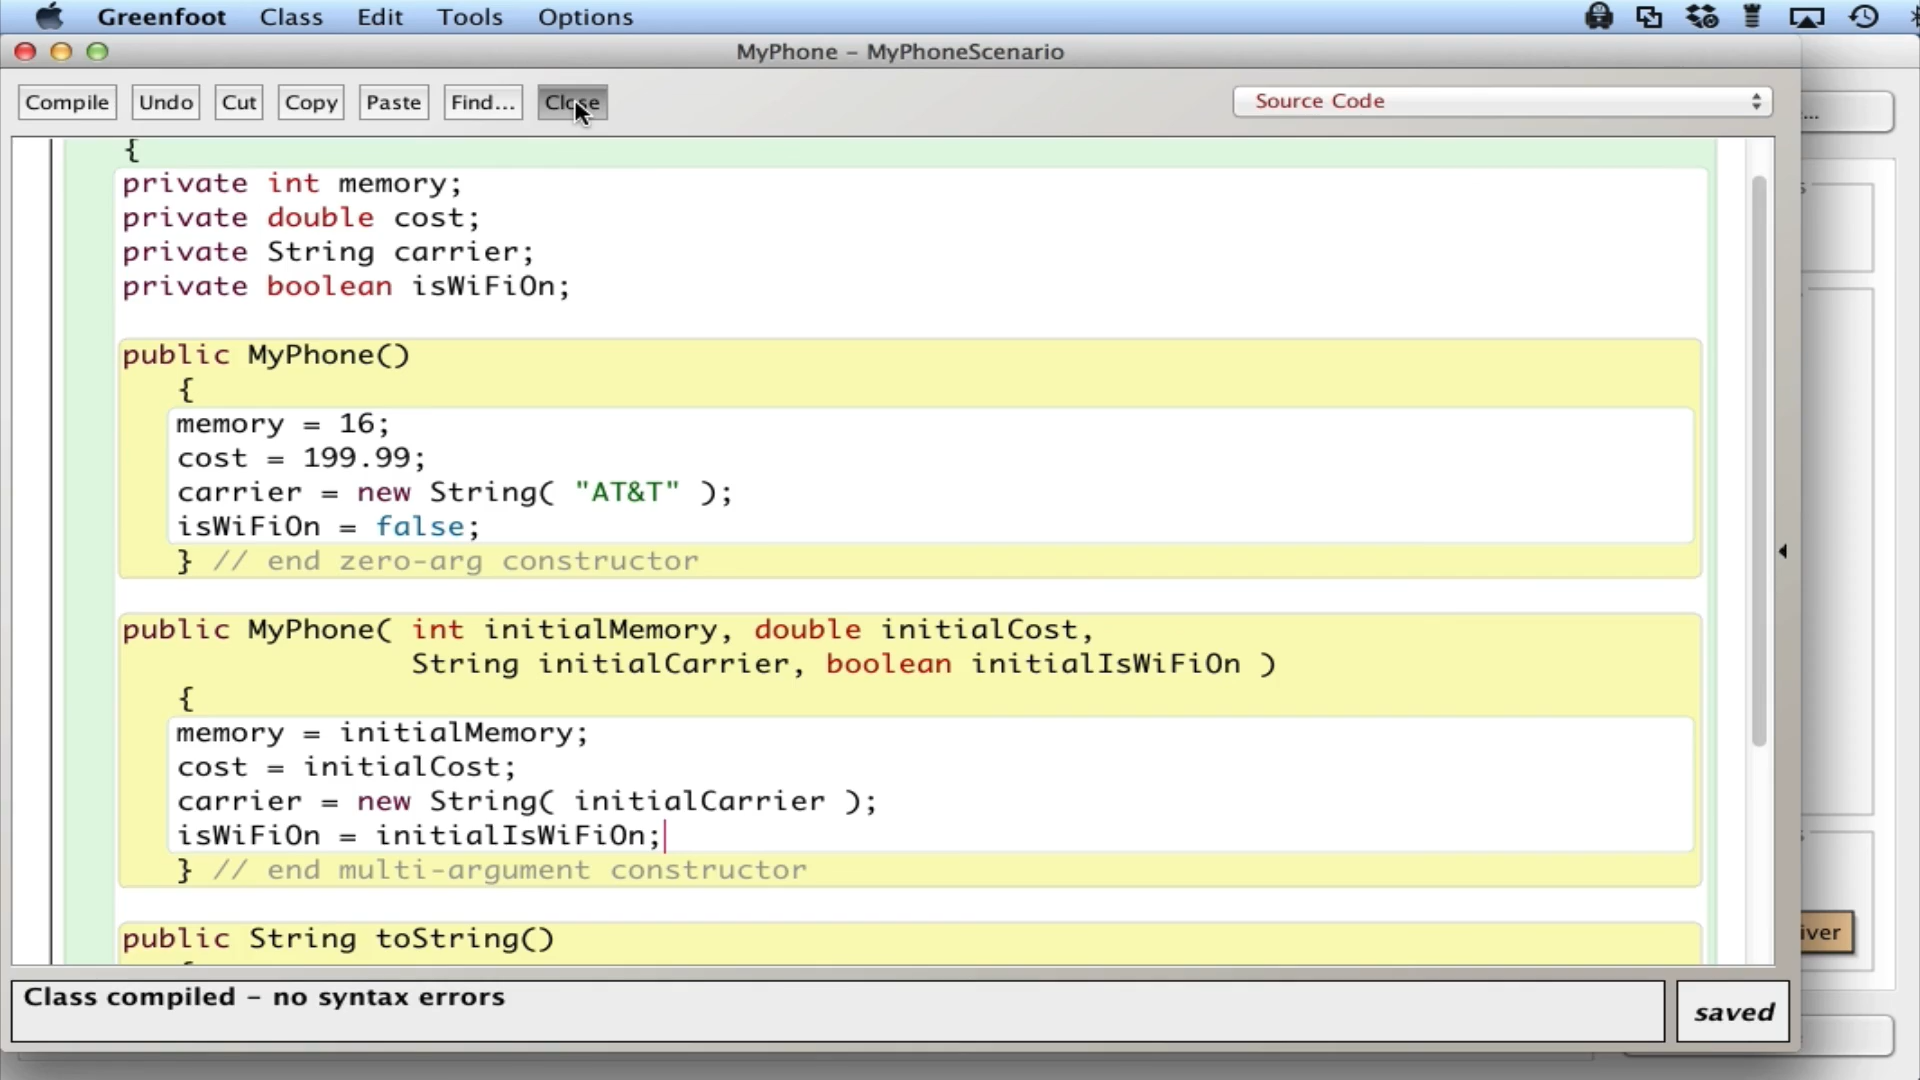 Greenfoot Class Edit Tools Options
MyPhone – MyPhoneScenario
Compile Undo Cut Copy Paste Find... Close Source Code
...
{
private int memory;
private double cost;
private String carrier;
private boolean isWiFiOn;
public MyPhone()
{
memory = 16;
cost = 199.99;
carrier = new String( "AT&T" );
isWiFiOn = false;
} // end zero-arg constructor
public MyPhone( int initialMemory, double initialCost,
String initialCarrier, boolean initialIsWiFiOn )
{
memory = initialMemory;
cost = initialCost;
carrier = new String( initialCarrier );
isWiFiOn = initialIsWiFiOn;
} // end multi-argument constructor
public String toString()
iver
Class compiled – no syntax errors
saved